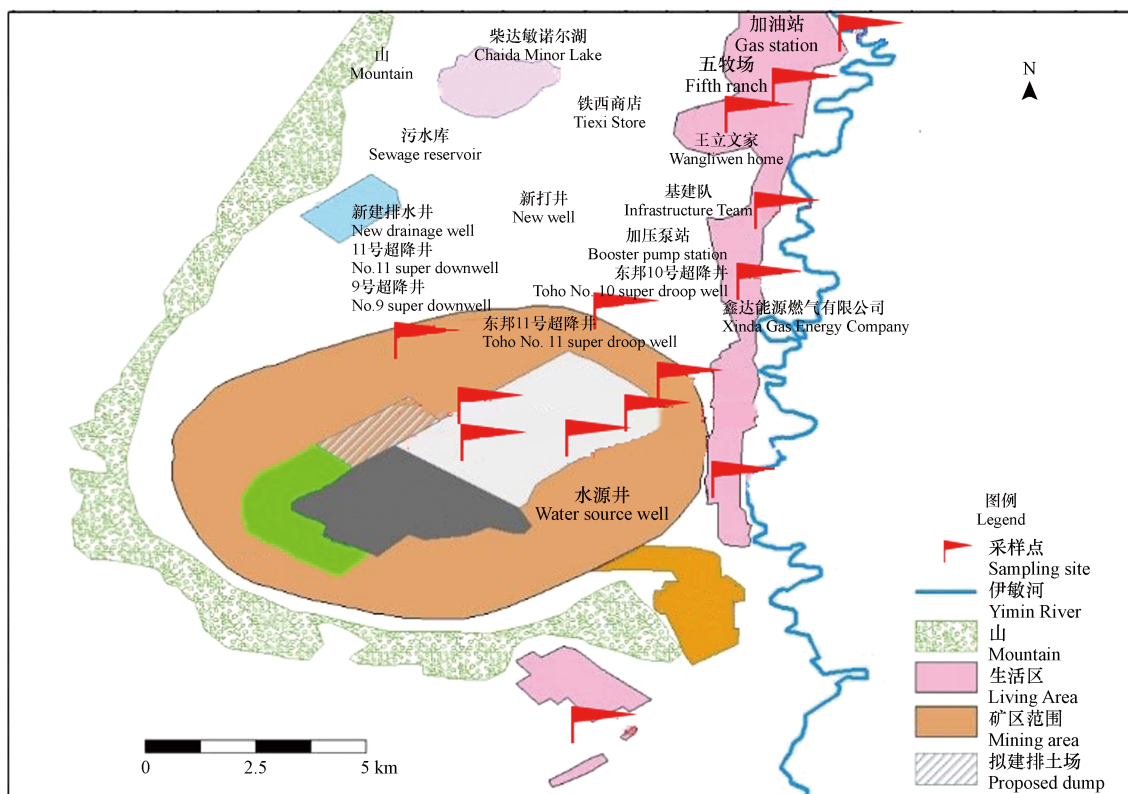 加油站
Gas station
柴达敏诺尔湖
Chaida Minor Lake
山
Mountain
五牧场
Fifth ranch
N
铁西商店
Tiexi Store
污水库
Sewage reservoir
王立文家
Wangliwen home
新打井
New well
基建队
Infrastructure Team
新建排水井
New drainage well
11号超降井
No.11 super downwell
9号超降井
No.9 super downwell
加压泵站
Booster pump station
东邦10号超降井
Toho No. 10 super droop well
鑫达能源燃气有限公司
Xinda Gas Energy Company
东邦11号超降井
Toho No. 11 super droop well
水源井
Water source well
图例
Legend
采样点
Sampling site
伊敏河
Yimin River
山
Mountain
生活区
Living Area
矿区范围
Mining area
拟建排土场
Proposed dump
0 2.5 5 km